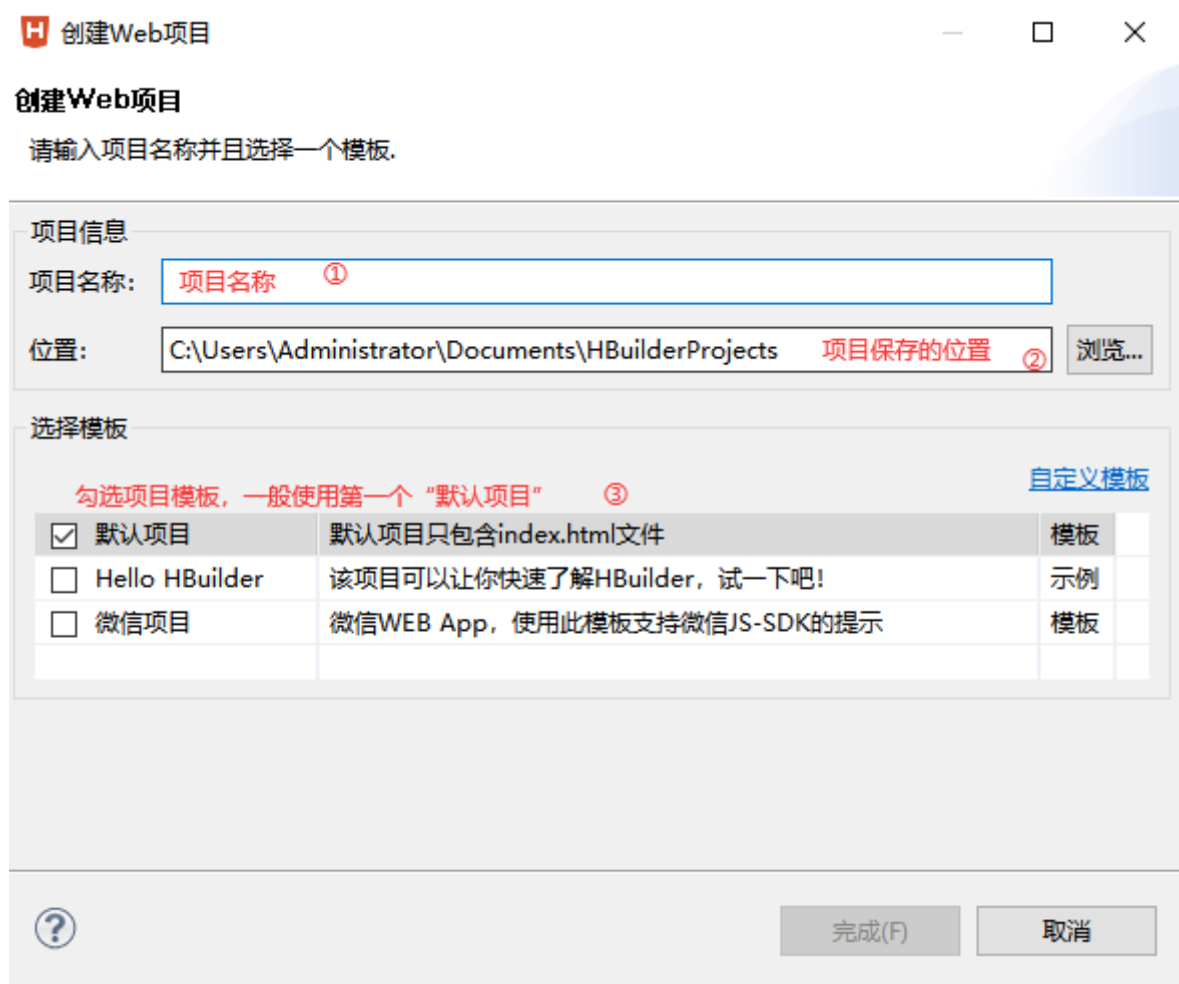 创建Web项目
创建Web项目
请输入项目名称并且选择一个模板.
项目信息
项目名称: 项目名称 ①
位置: C:\Users\Administrator\Documents\HBuilderProjects 项目保存的位置 ② 浏览...
选择模板
自定义模板
勾选项目模板，一般使用第一个“默认项目” ③
默认项目 默认项目只包含index.html文件 模板
Hello HBuilder 该项目可以让你快速了解HBuilder，试一下吧! 示例
微信项目 微信WEB App，使用此模板支持微信JS-SDK的提示 模板
完成(F) 取消